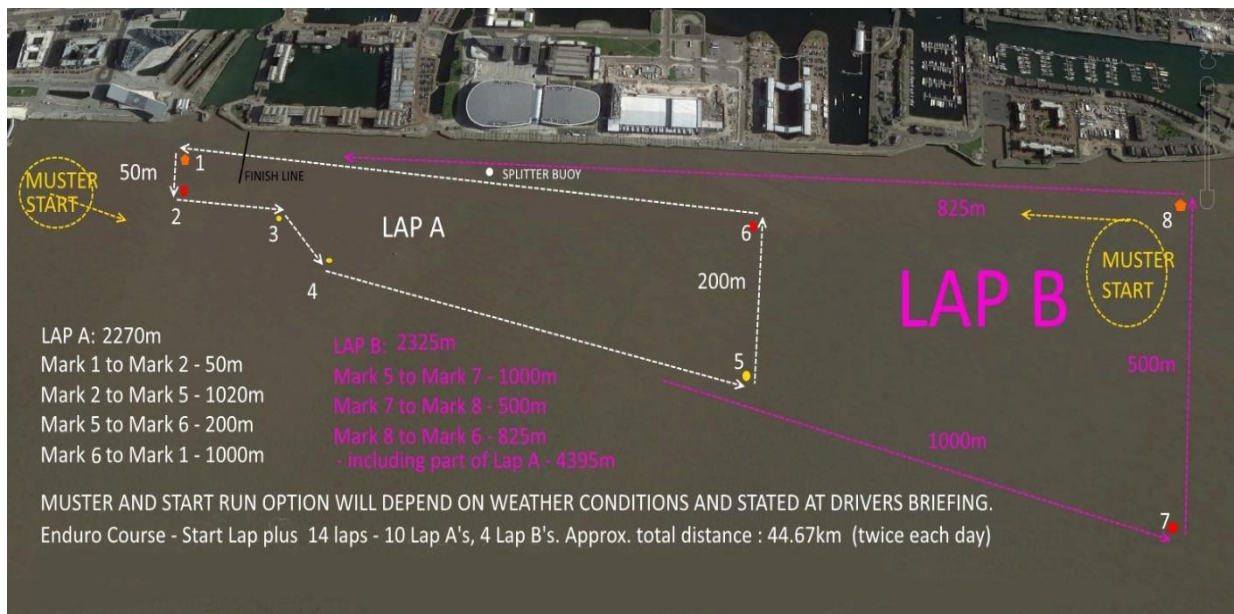 1
50m
MUSTER
START
FINISH LINE
SPLITTER BUOY
2
3
LAP A
6
825m
8
4
200m
LAP B
MUSTER
START
LAP A: 2270m
Mark 1 to Mark 2 - 50m
Mark 2 to Mark 5 - 1020m
Mark 5 to Mark 6 - 200m
Mark 6 to Mark 1 - 1000m
LAP B: 2325m
Mark 5 to Mark 7 - 1000m
Mark 7 to Mark 8 - 500m
Mark 8 to Mark 6 - 825m
- including part of Lap A - 4395m
5
500m
1000m
7
MUSTER AND START RUN OPTION WILL DEPEND ON WEATHER CONDITIONS AND STATED AT DRIVERS BRIEFING.
Enduro Course - Start Lap plus 14 laps - 10 Lap A's, 4 Lap B's. Approx. total distance : 44.67km (twice each day)